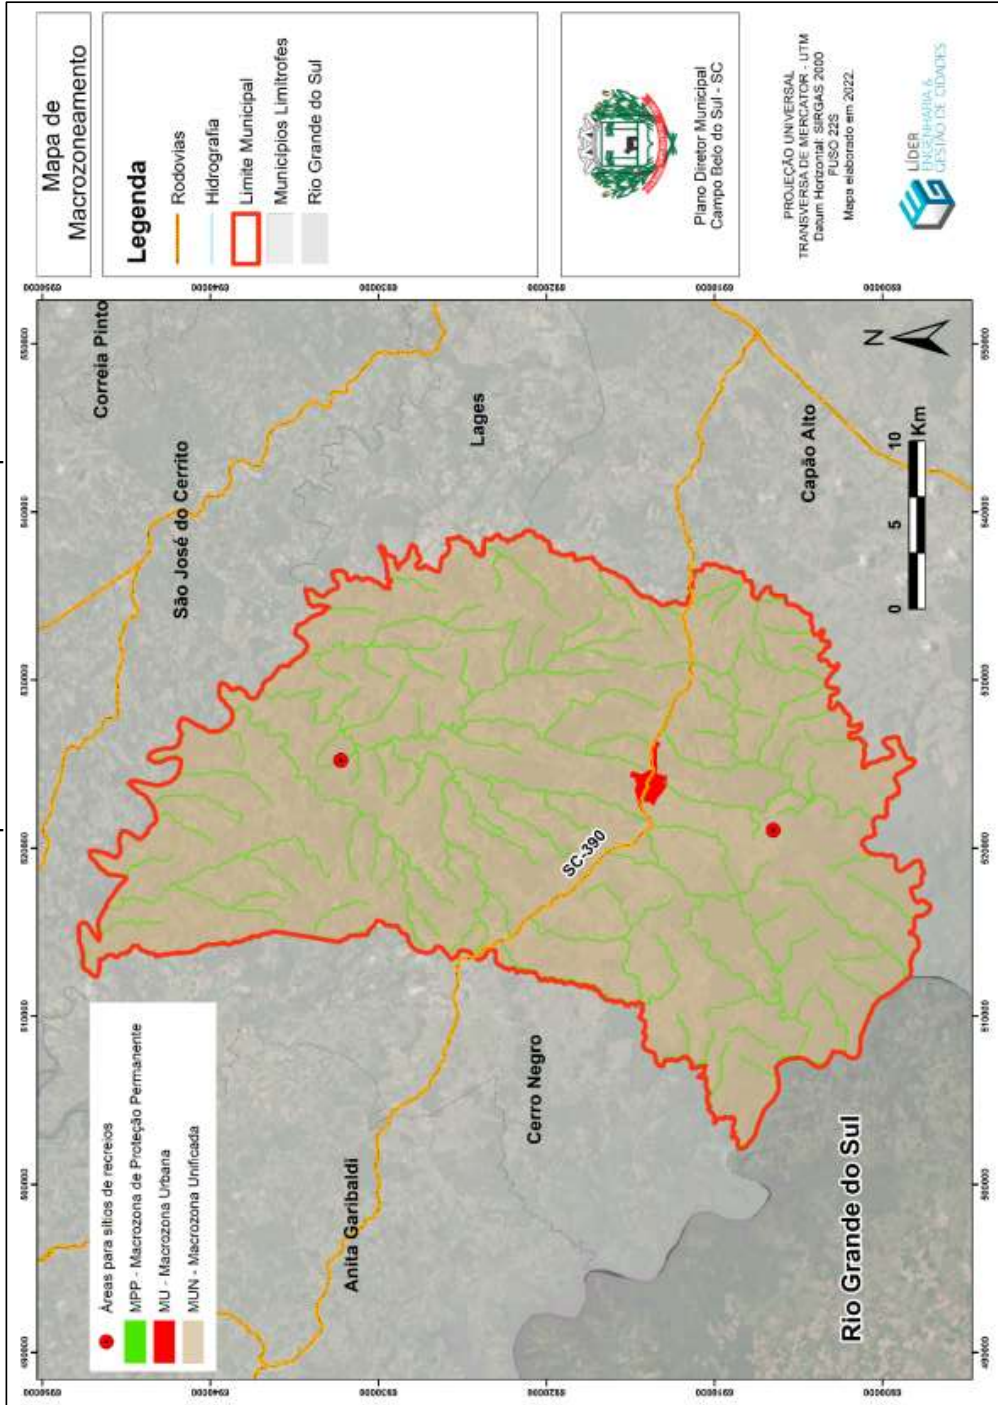 Mapa de
Macrozoneamento
Legenda
Rodovias
Hidrografia
Limite Municipal
Municípios Limítrofes
Rio Grande do Sul
Plano Diretor Municipal
Campo Belo do Sul - SC
PROJEÇÃO UNIVERSAL
TRANSVERSA DE MERCATOR - UTM
Datum Horizontal: SIRGAS 2000
FUSO 22S
Mapa elaborado em 2022.
LÍDER
ENGENHARIA &
GESTÃO DE CIDADES
Áreas para sítios de recreios
MPP - Macrozona de Proteção Permanente
MU - Macrozona Urbana
MUN - Macrozona Unificada
Correia Pinto
São José do Cerrito
Lages
Capão Alto
SC-390
Anita Garibaldi
Cerro Negro
Rio Grande do Sul
N
0 5 10
Km